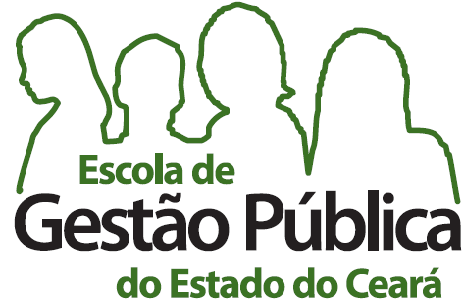 Escola de
Gestão Pública
do Estado do Ceará